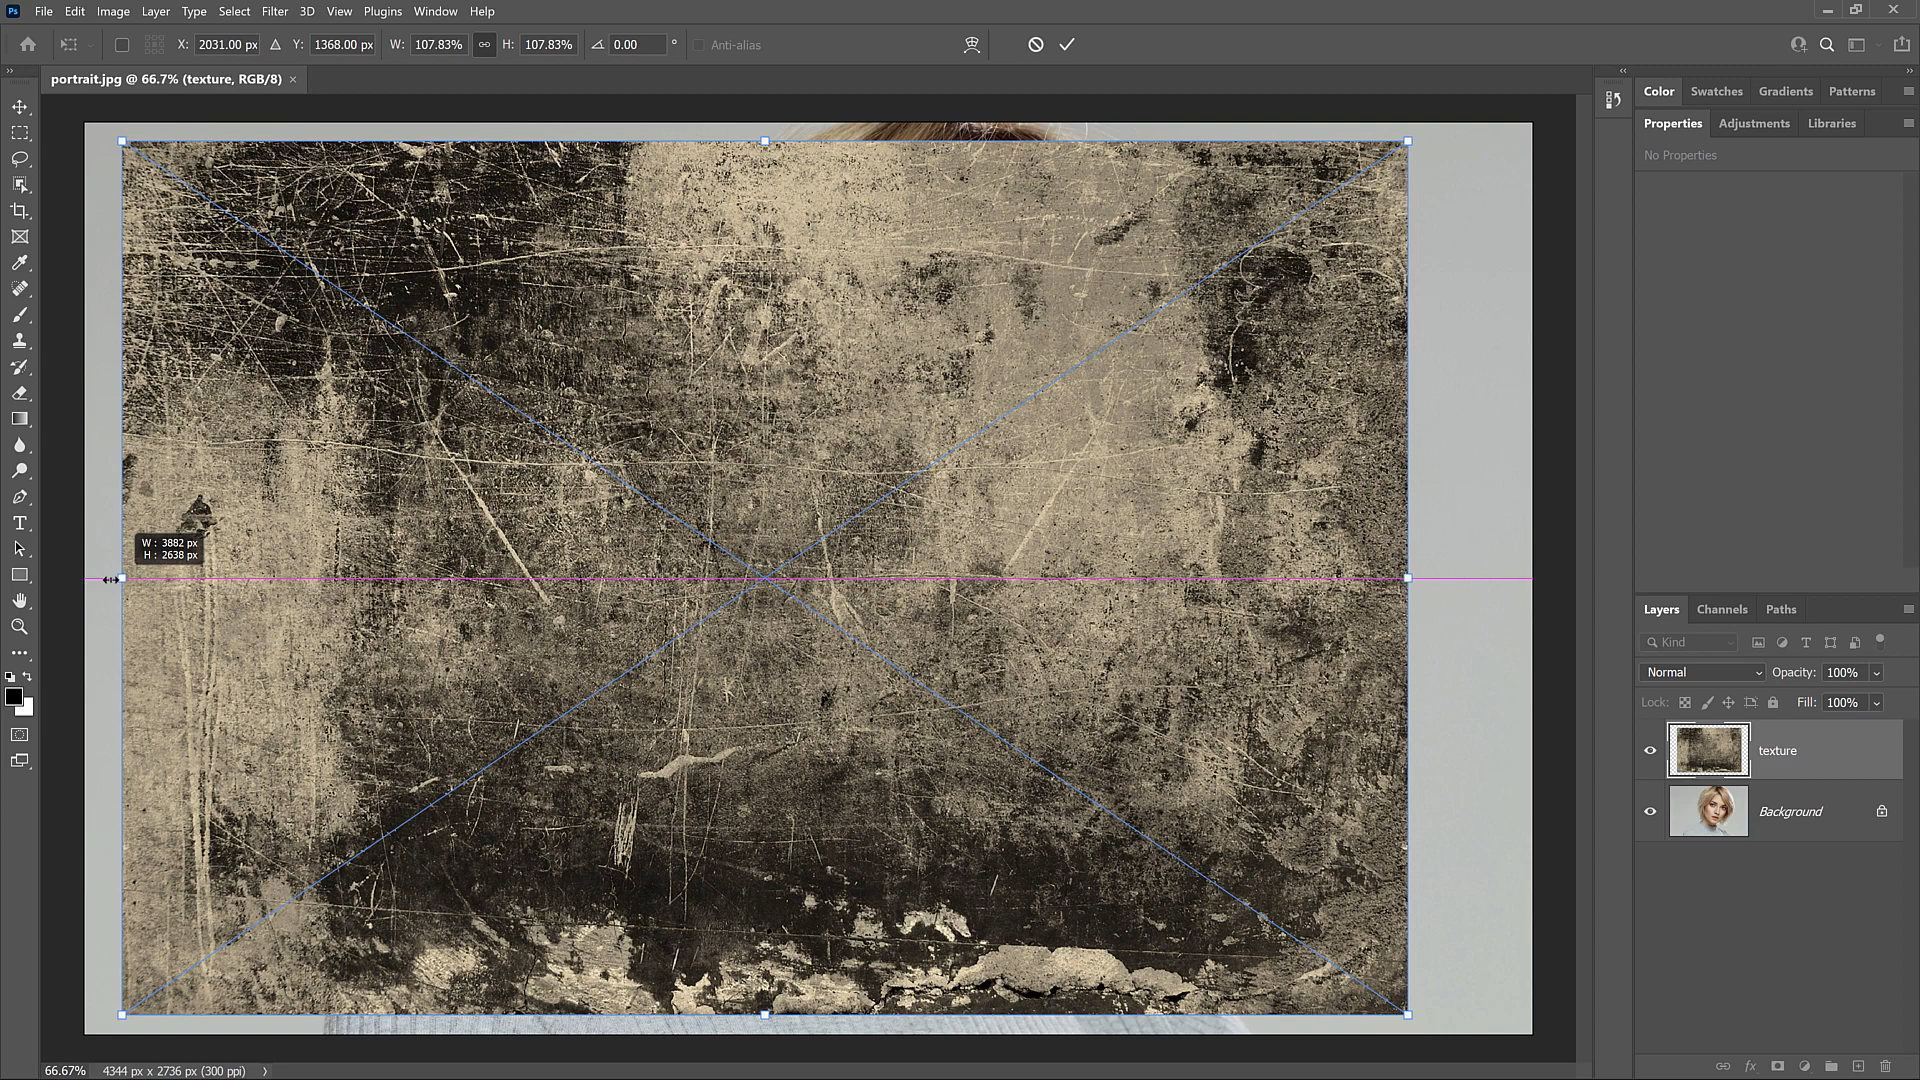 Ps File Edit Image Layer Type Select Filter 3D View Plugins Window Help
X: 2031.00 px Y: 1368.00 px W: 107.83% H: 107.83% 0.00 ° Anti-alias
portrait.jpg @ 66.7% (texture, RGB/8) ×
Color Swatches Gradients Patterns
Properties Adjustments Libraries
No Properties
W : 3882 px
H : 2638 px
Layers Channels Paths
Kind
Normal Opacity: 100%
Lock: Fill: 100%
texture
Background
66.67% 4344 px x 2736 px (300 ppi)